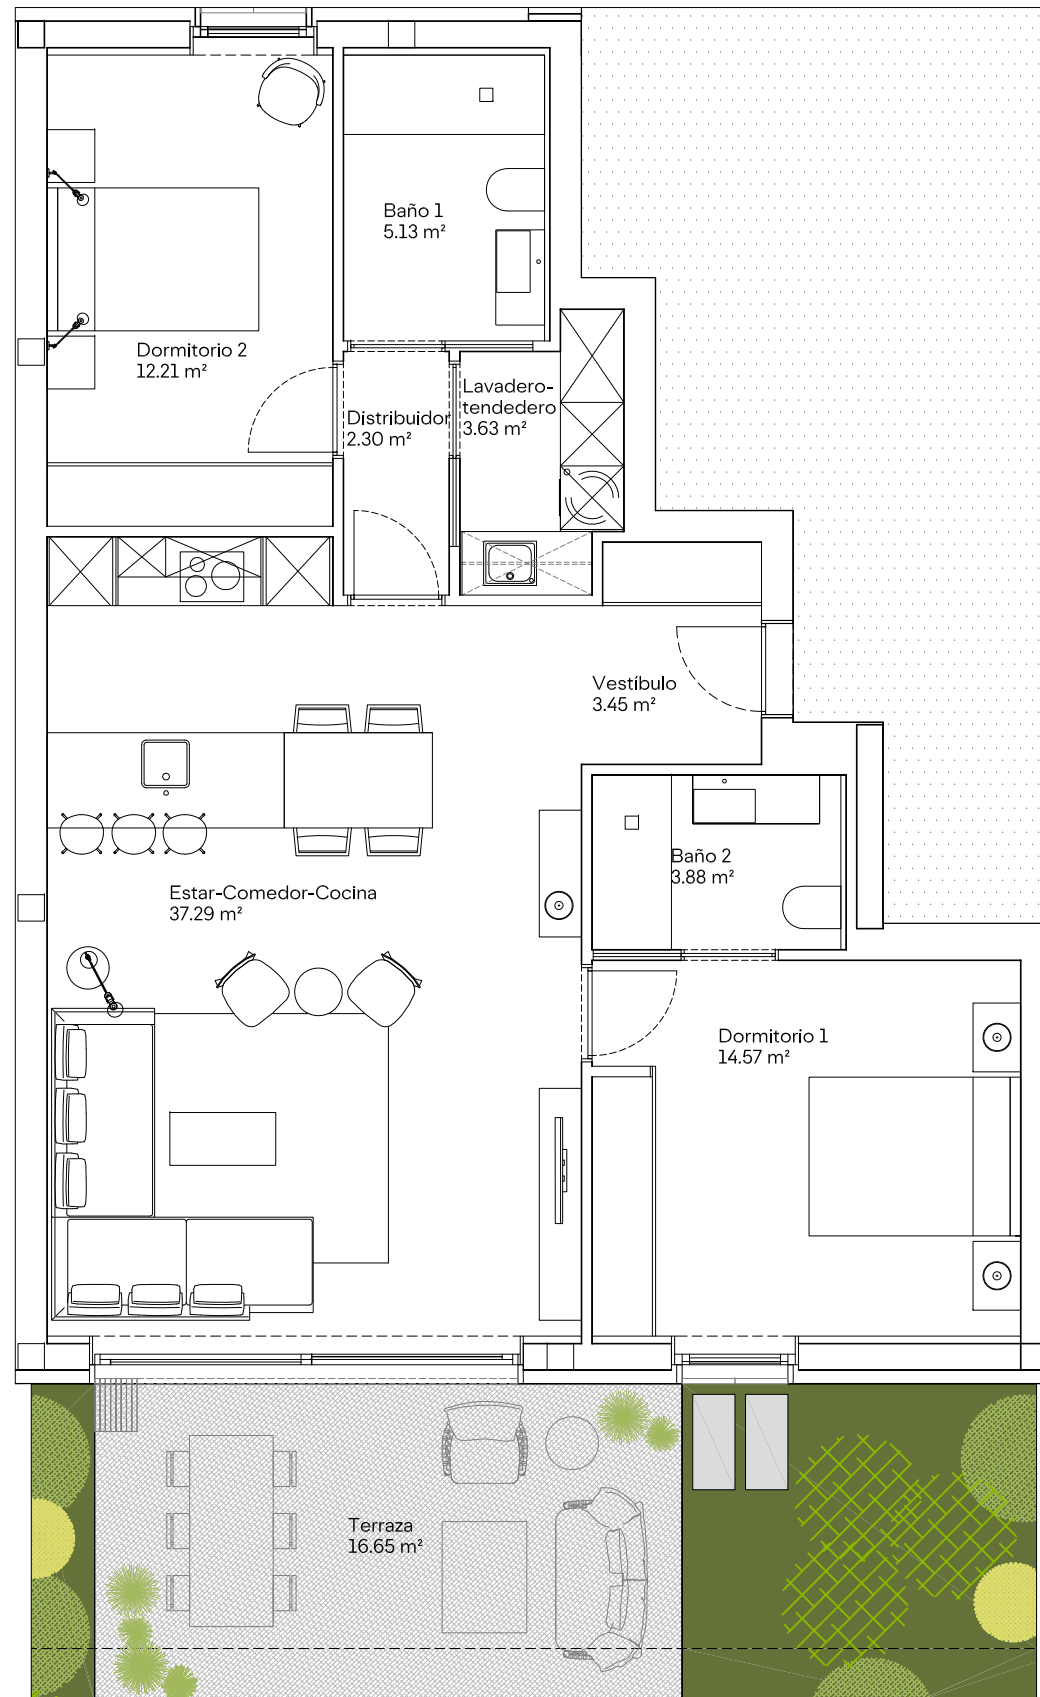 Baño 1
5.13 m²
Dormitorio 2
12.21 m²
Distribuidor
2.30 m²
Lavadero-
tendedero
3.63 m²
Vestíbulo
3.45 m²
Baño 2
3.88 m²
Estar-Comedor-Cocina
37.29 m²
Dormitorio 1
14.57 m²
Terraza
16.65 m²